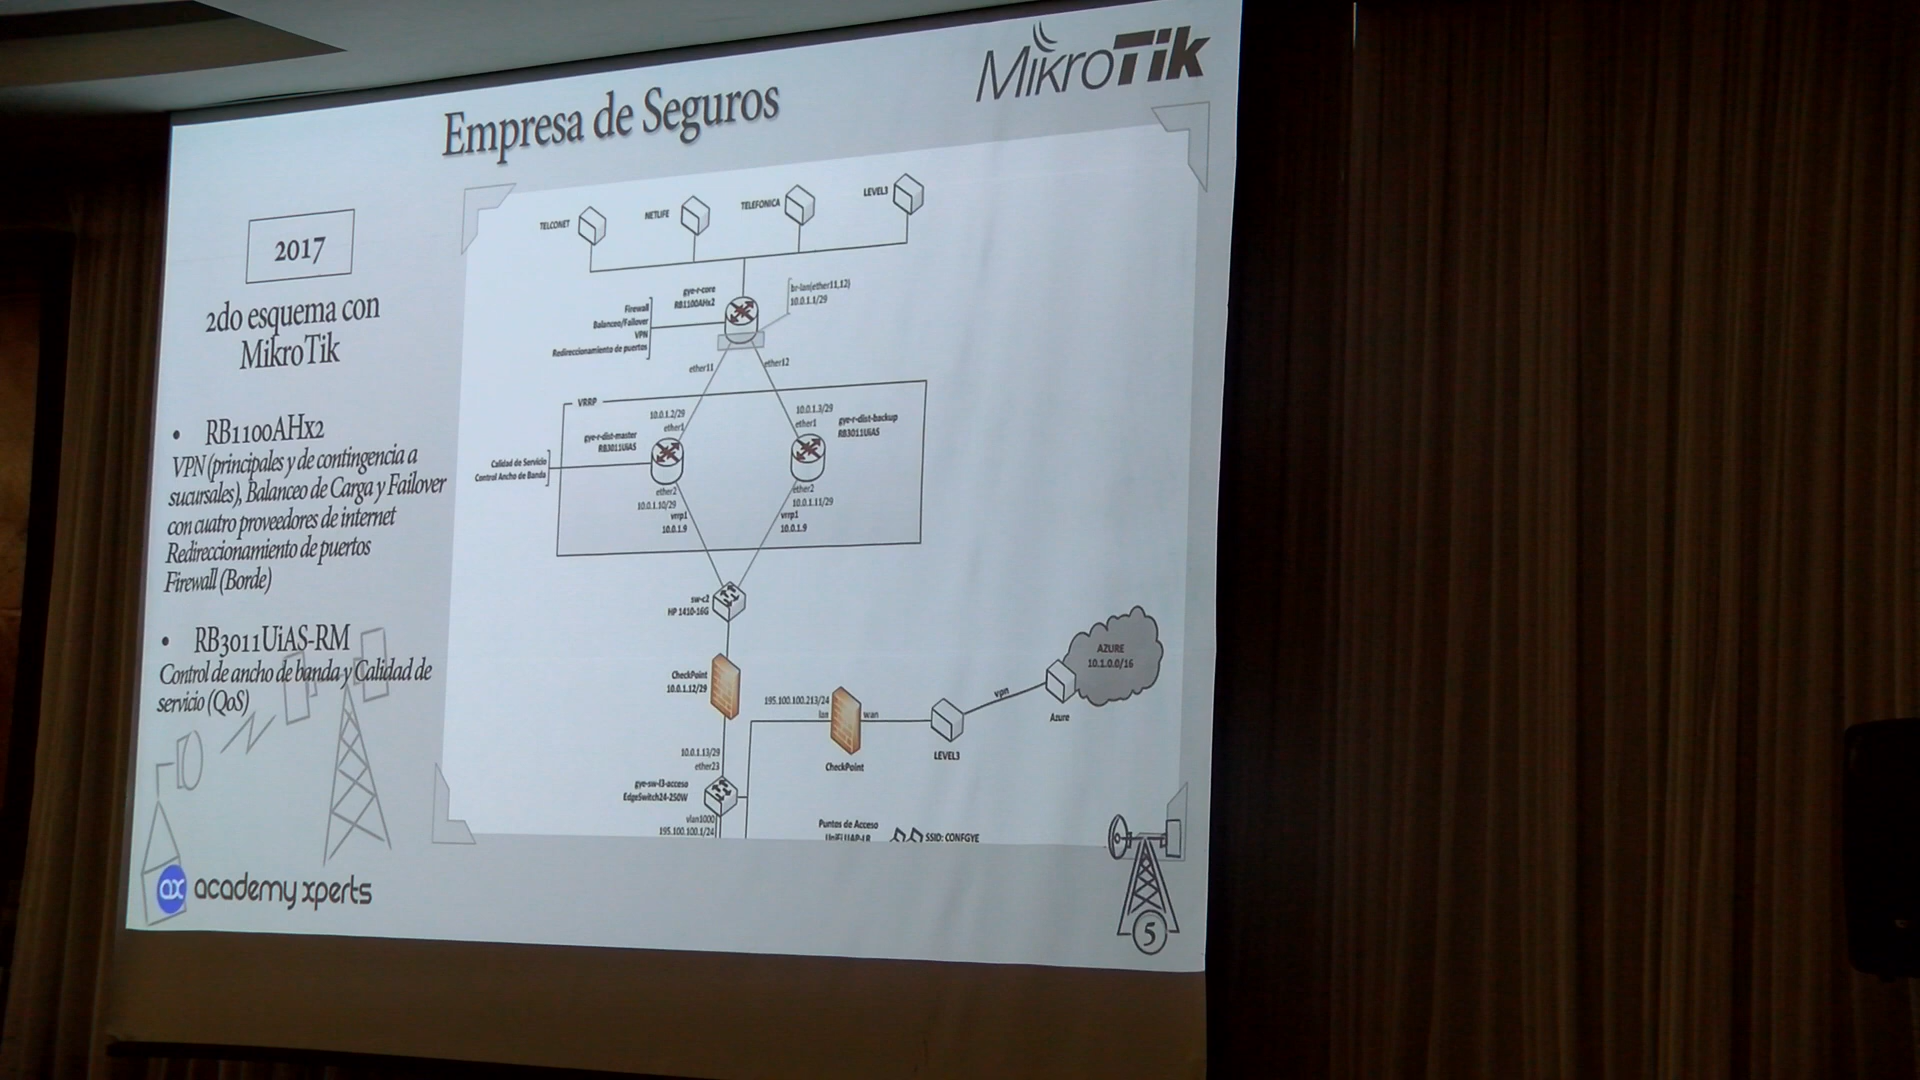 MikroTik
Empresa de Seguros
2017
2do esquema con
MikroTik
• RB1100AHx2
VPN (principales y de contingencia a
sucursales), Balanceo de Carga y Failover
con cuatro proveedores de internet
Redireccionamiento de puertos
Firewall (Borde)
• RB3011UiAS-RM
Control de ancho de banda y Calidad de
servicio (QoS)
ax academy xperts
TELCONET
NETLIFE
TELEFONICA
LEVEL3
gye-r-core
RB1100AHx2
br-lan(ether11,12)
10.0.1.1/29
Firewall
Balanceo/Failover
VPN
Redireccionamiento de puertos
ether11
ether12
VRRP
10.0.1.2/29
ether1
gye-r-dist-master
RB3011UiAS
10.0.1.3/29
ether1
gye-r-dist-backup
RB3011UiAS
Calidad de Servicio
Control Ancho de Banda
ether2
10.0.1.10/29
vrrp1
10.0.1.9
ether2
10.0.1.11/29
vrrp1
10.0.1.9
sw-c2
HP 1410-16G
CheckPoint
10.0.1.12/29
195.100.100.213/24
lan
wan
CheckPoint
LEVEL3
vpn
Azure
AZURE
10.1.0.0/16
10.0.1.13/29
ether23
gye-sw-l3-acceso
EdgeSwitch24-250W
vlan1000
195.100.100.1/24
Puntos de Acceso
UniFi UAP-LR
SSID: CONFGYE
5